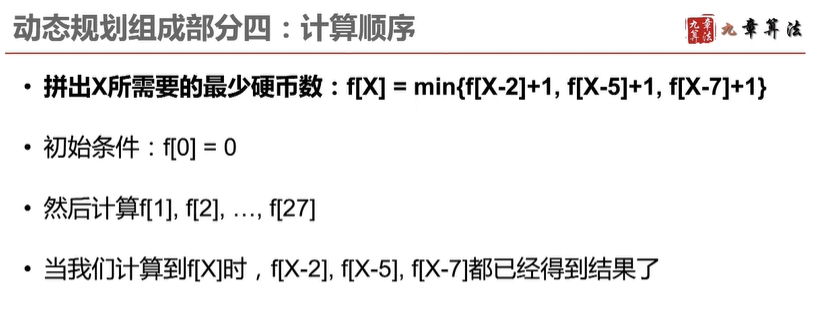 动态规划组成部分四：计算顺序
九章算法
九章算法
• 拼出X所需要的最少硬币数：f[X] = min{f[X-2]+1, f[X-5]+1, f[X-7]+1}
• 初始条件：f[0] = 0
• 然后计算f[1], f[2], …, f[27]
• 当我们计算到f[X]时，f[X-2], f[X-5], f[X-7]都已经得到结果了